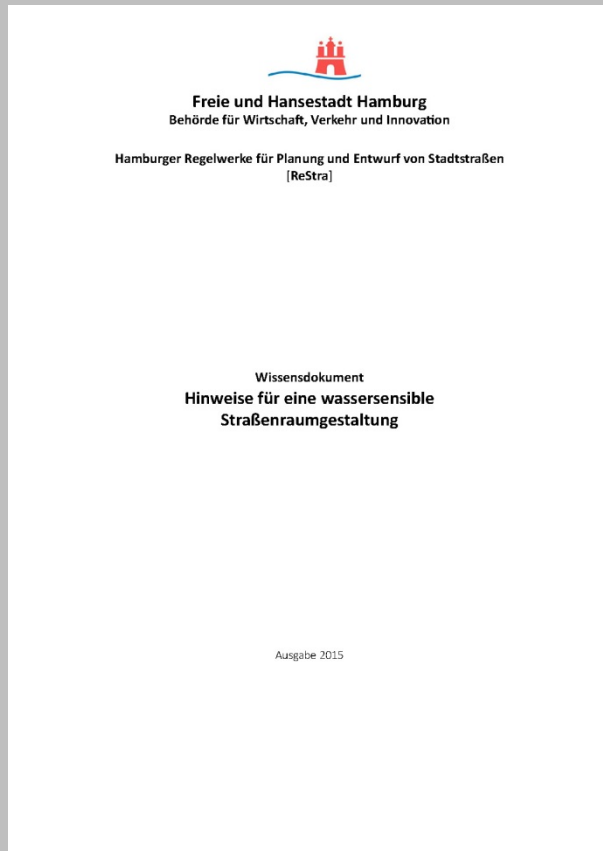 Freie und Hansestadt Hamburg
Behörde für Wirtschaft, Verkehr und Innovation
Hamburger Regelwerke für Planung und Entwurf von Stadtstraßen
[ReStra]
Wissensdokument
Hinweise für eine wassersensible
Straßenraumgestaltung
Ausgabe 2015